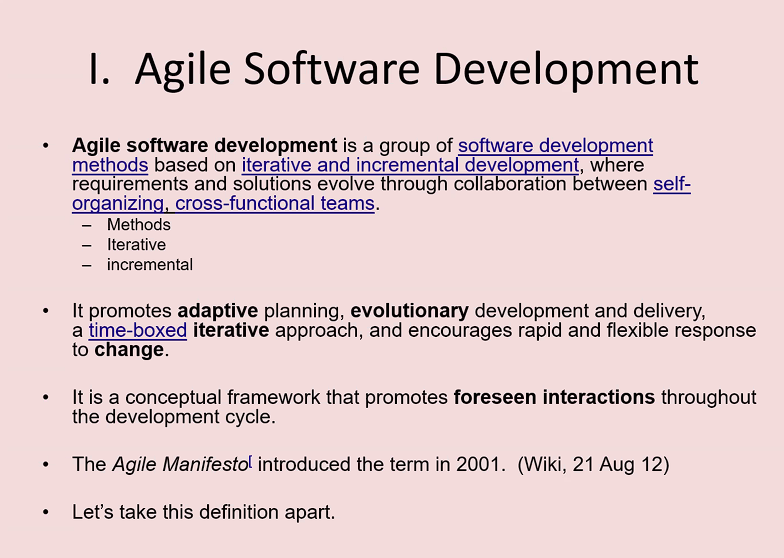 I.  Agile Software Development
• Agile software development is a group of software development
methods based on iterative and incremental development, where
requirements and solutions evolve through collaboration between self-
organizing, cross-functional teams.
– Methods
– Iterative
– incremental
• It promotes adaptive planning, evolutionary development and delivery,
a time-boxed iterative approach, and encourages rapid and flexible response
to change.
• It is a conceptual framework that promotes foreseen interactions throughout
the development cycle.
• The Agile Manifesto[ introduced the term in 2001.  (Wiki, 21 Aug 12)
• Let’s take this definition apart.